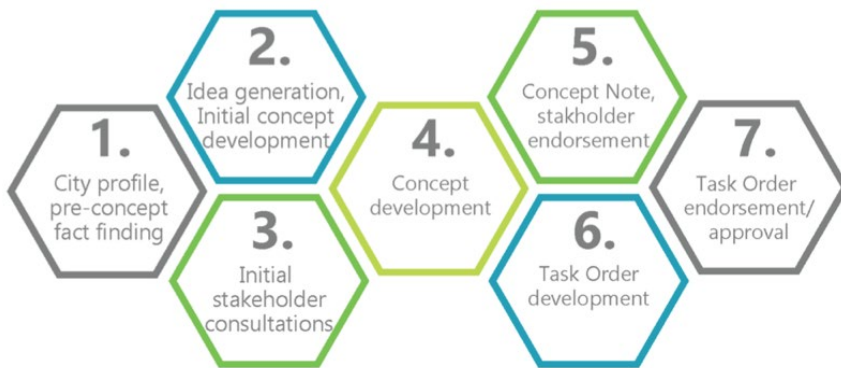 1.
City profile,
pre-concept
fact finding
2.
Idea generation,
Initial concept
development
3.
Initial
stakeholder
consultations
4.
Concept
development
5.
Concept Note,
stakholder
endorsement
6.
Task Order
development
7.
Task Order
endorsement/
approval